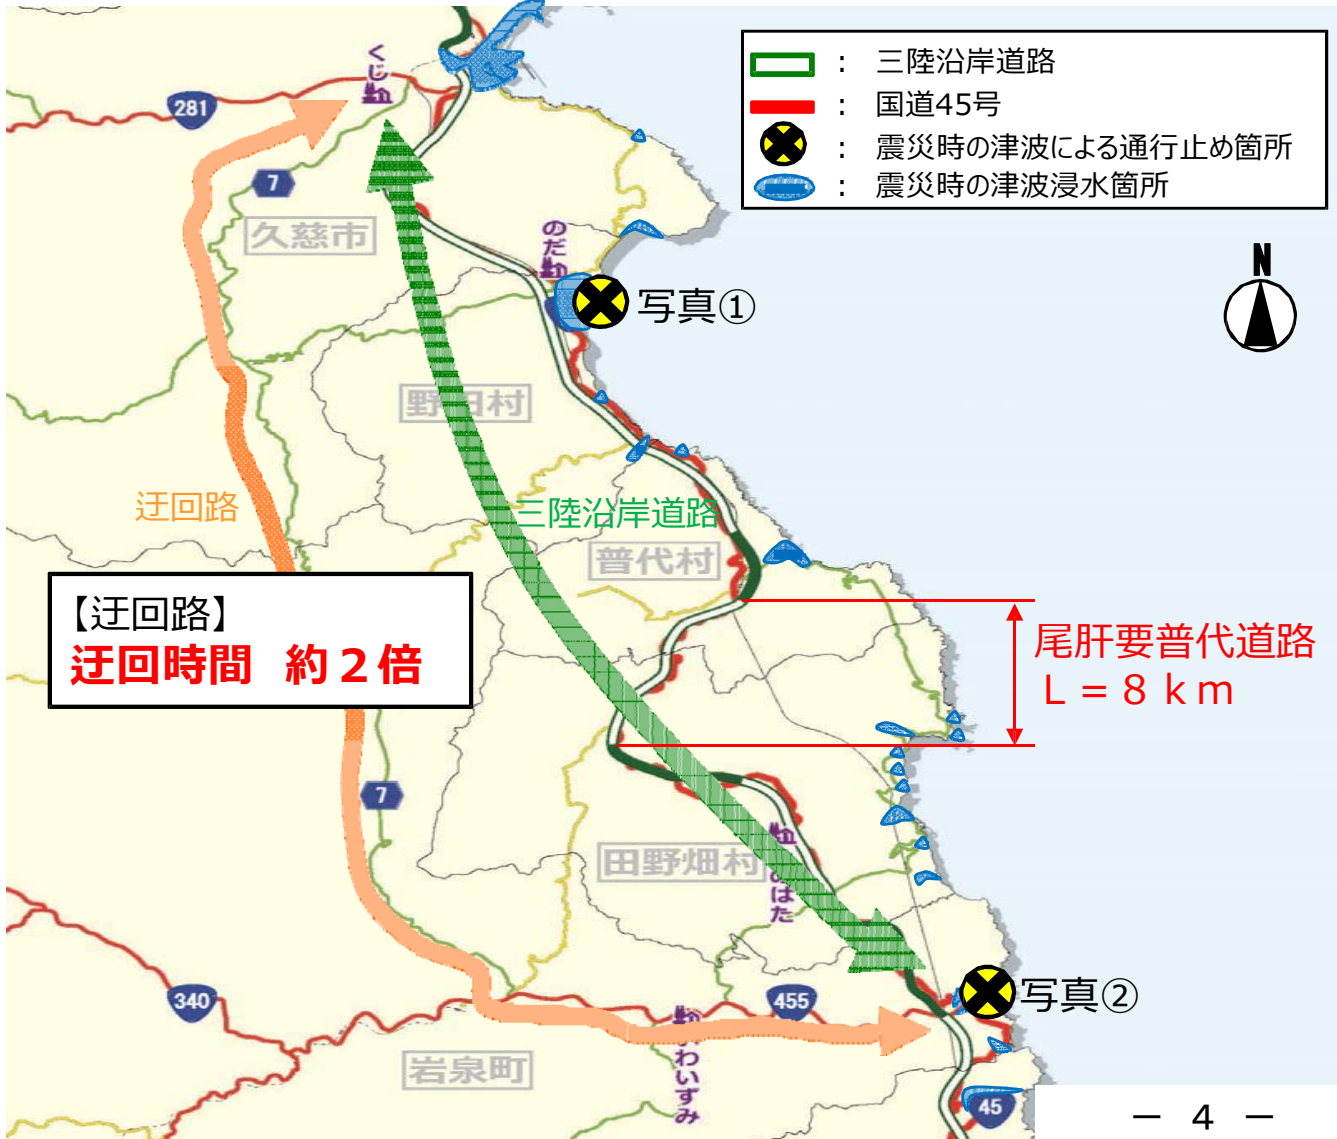 ： 三陸沿岸道路
： 国道45号
： 震災時の津波による通行止め箇所
： 震災時の津波浸水箇所
N
くじ
281
7
久慈市
のだ
写真①
野田村
迂回路
三陸沿岸道路
普代村
【迂回路】
迂回時間 約２倍
尾肝要普代道路
Ｌ＝８ｋｍ
7
田野畑村
のはた
340
455
写真②
いわいずみ
岩泉町
45
－ 4 －